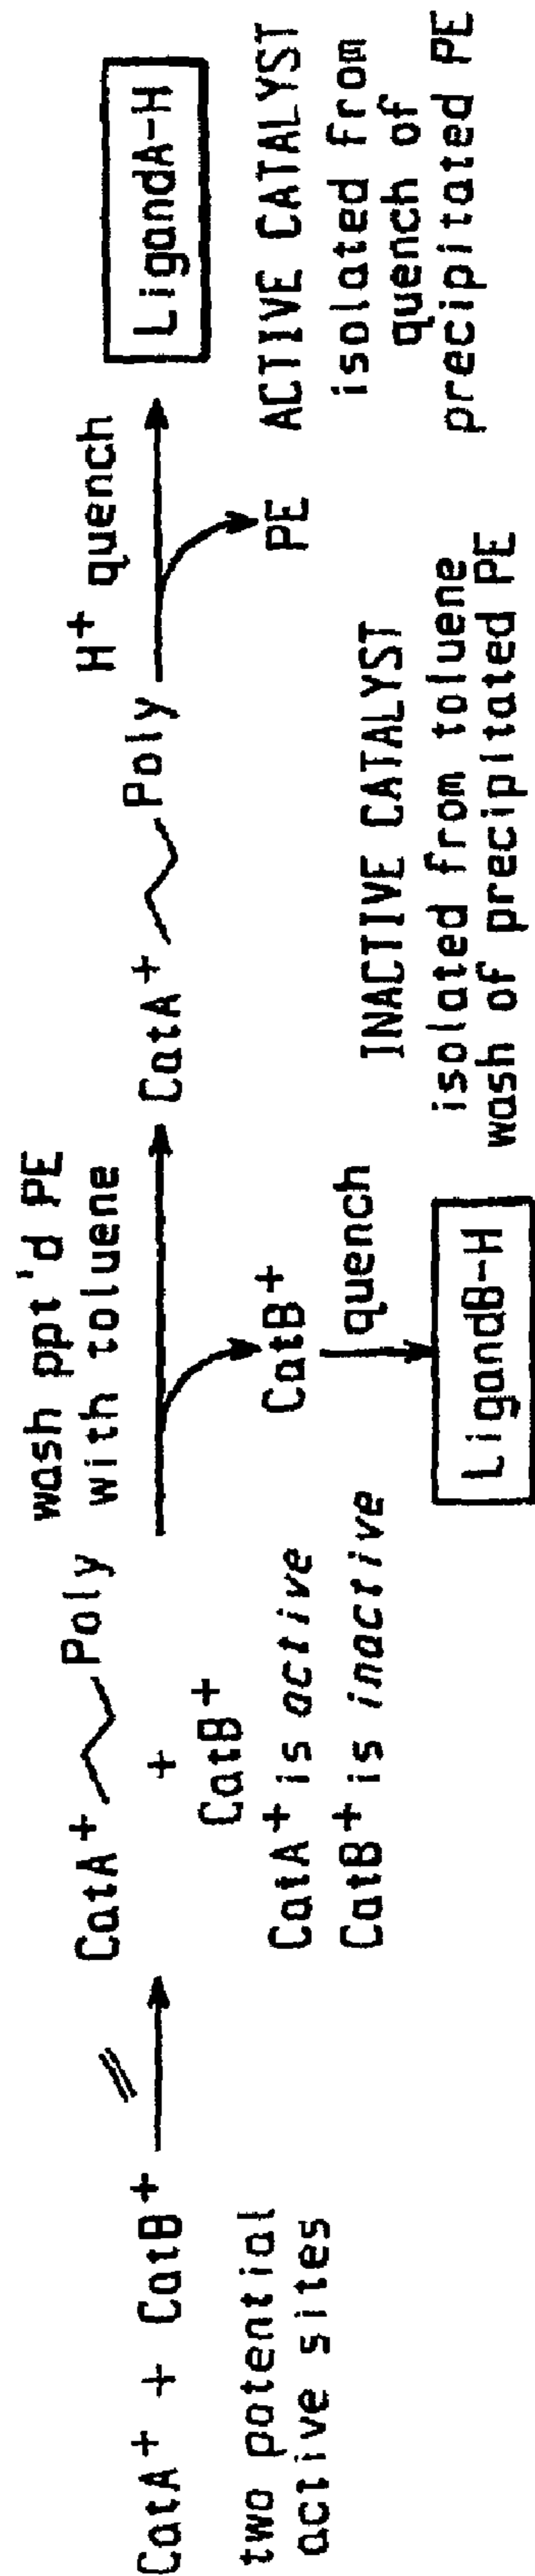 CatA+ + CatB+
two potential
active sites
CatA+ Poly
+
CatB+
CatA+ is active
CatB+ is inactive
wash ppt'd PE
with toluene
CatB+
quench
LigandB-H
CatA+ Poly
INACTIVE CATALYST
isolated from toluene
wash of precipitated PE
H+ quench
PE
LigandA-H
ACTIVE CATALYST
isolated from
quench of
precipitated PE